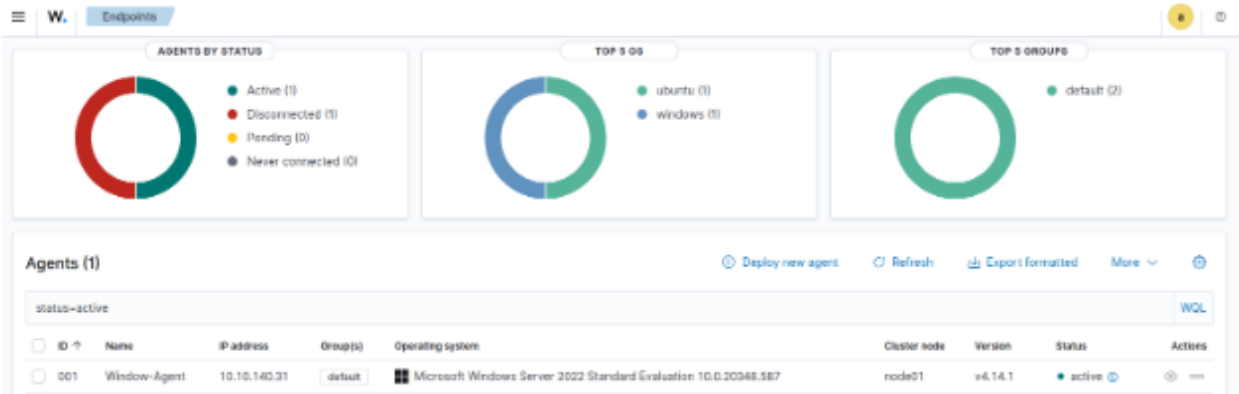 W. Endpoints a
AGENTS BY STATUS
Active (1)
Disconnected (1)
Pending (0)
Never connected (0)
TOP 5 OS
ubuntu (1)
windows (1)
TOP 5 GROUPS
default (2)
Agents (1) Deploy new agent Refresh Export formatted More
status=active WQL
ID Name IP address Group(s) Operating system Cluster node Version Status Actions
001 Window-Agent 10.10.140.31 default Microsoft Windows Server 2022 Standard Evaluation 10.0.20348.587 node01 v4.14.1 active